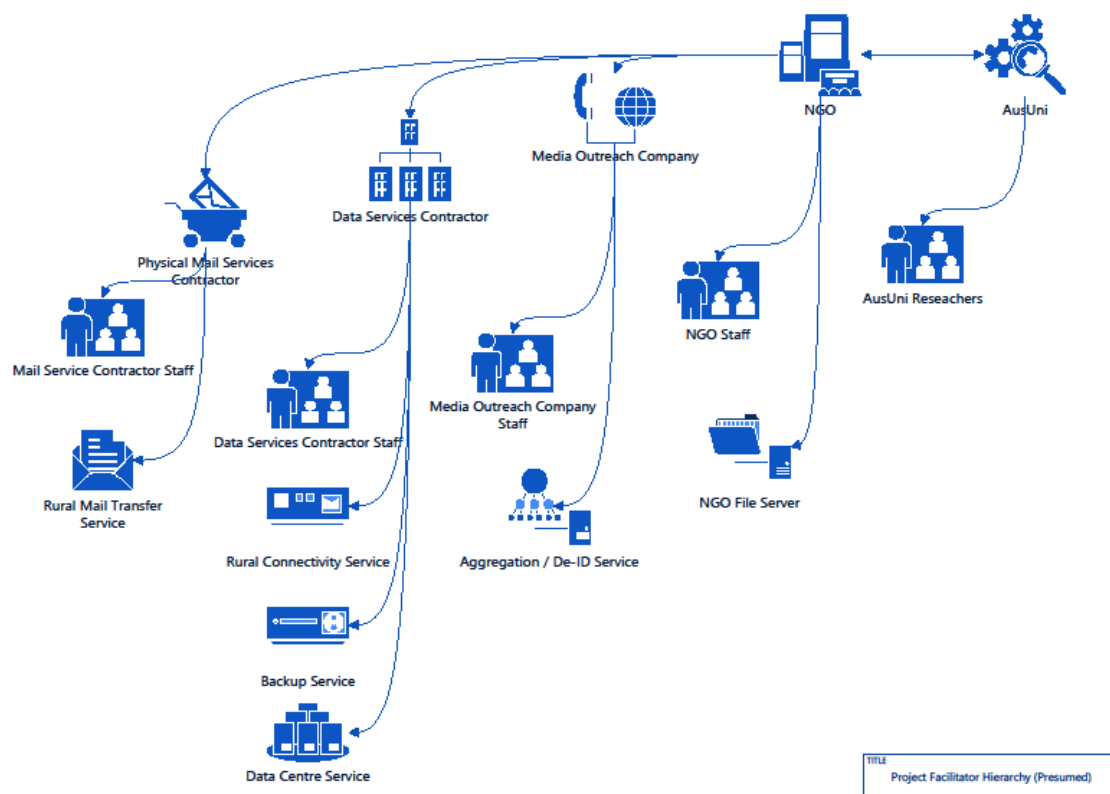 NGO
AusUni
Media Outreach Company
Data Services Contractor
Physical Mail Services
Contractor
AusUni Reseachers
NGO Staff
Mail Service Contractor Staff
Media Outreach Company
Staff
Data Services Contractor Staff
Rural Mail Transfer
Service
NGO File Server
Rural Connectivity Service
Aggregation / De-ID Service
Backup Service
Data Centre Service
TITLE
Project Facilitator Hierarchy (Presumed)